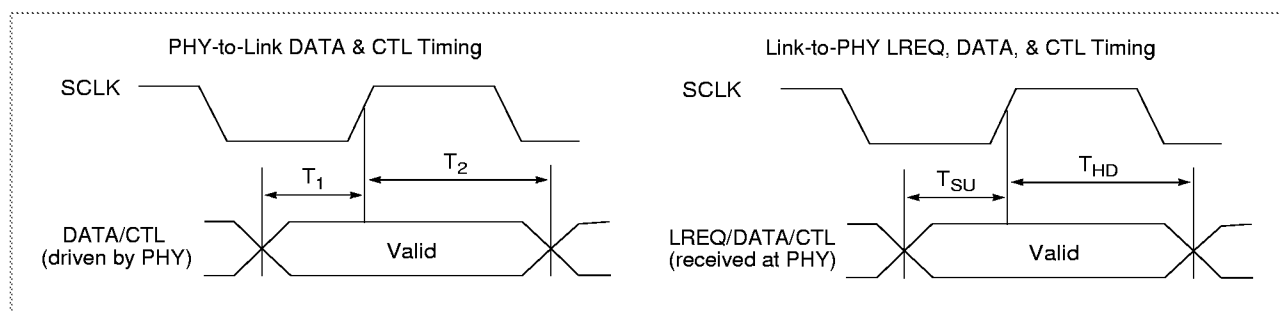 PHY-to-Link DATA & CTL Timing
SCLK
T1
T2
DATA/CTL
(driven by PHY)
Valid
Link-to-PHY LREQ, DATA, & CTL Timing
SCLK
TSU
THD
LREQ/DATA/CTL
(received at PHY)
Valid